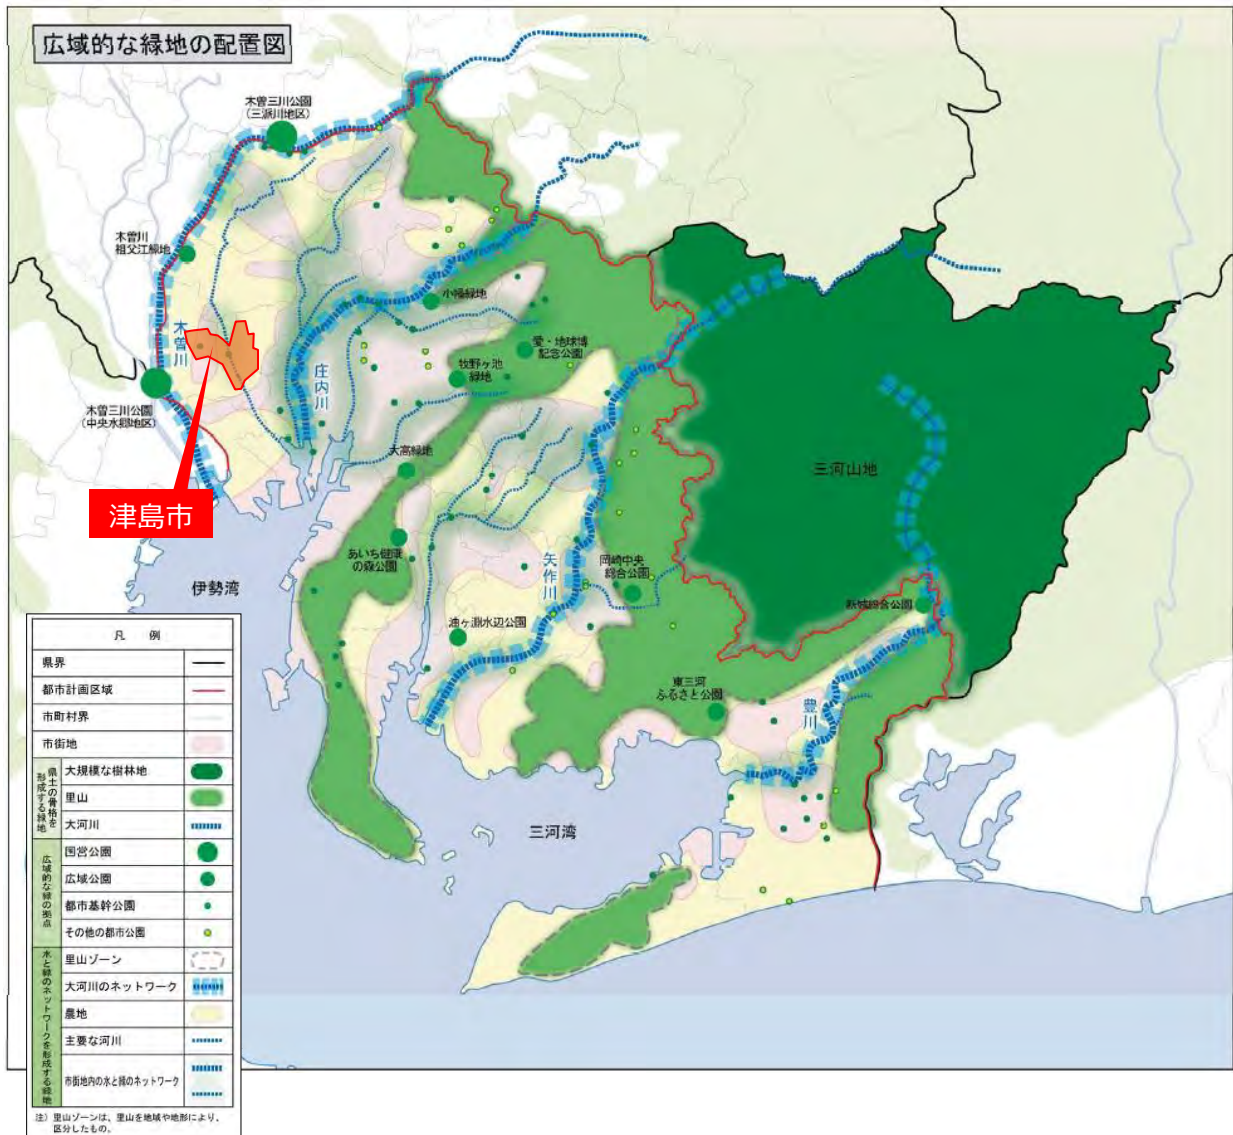 広域的な緑地の配置図
木曽三川公園
(三派川地区)
木曽川
祖父江緑地
木曽川
木曽三川公園
(中央水郷地区)
津島市
庄内川
小幡緑地
愛・地球博
記念公園
牧野ヶ池
緑地
大高緑地
あいち健康
の森公園
伊勢湾
矢作川
岡崎中央
総合公園
油ヶ淵水辺公園
三河山地
新城総合公園
東三河
ふるさと公園
豊川
三河湾
凡 例
県界
都市計画区域
市町村界
市街地
県土の骨格を
形成する緑地
大規模な樹林地
里山
大河川
広域的な緑の拠点
国営公園
広域公園
都市基幹公園
その他の都市公園
水と緑のネットワークを形成する緑地
里山ゾーン
大河川のネットワーク
農地
主要な河川
市街地内の水と緑のネットワーク
注) 里山ゾーンは、里山を地域や地形により、
区分したもの。